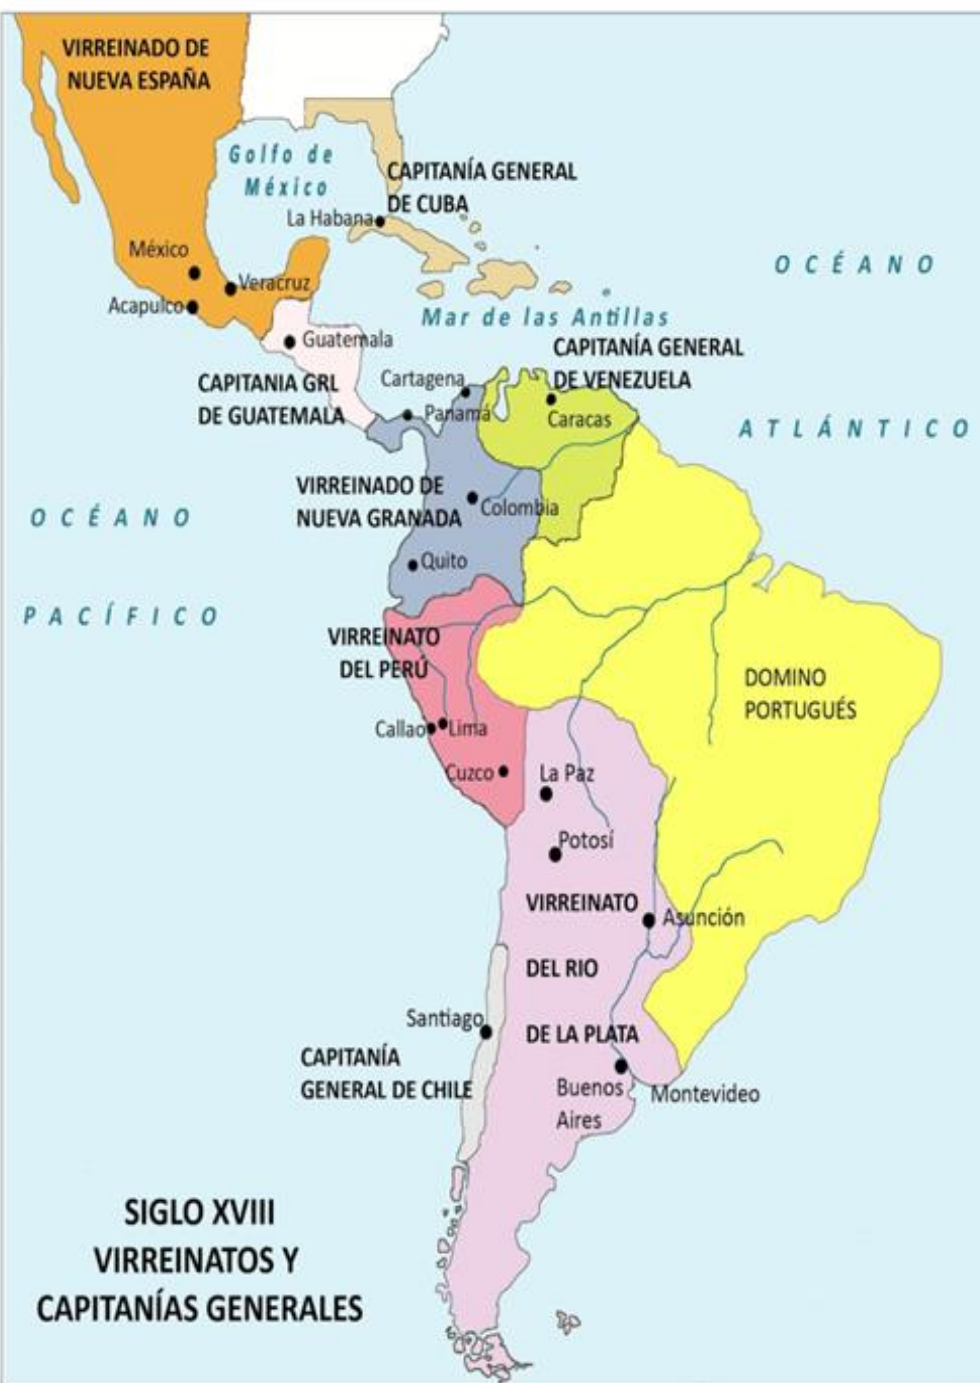 VIRREINADO DE
NUEVA ESPAÑA
Golfo de
México
CAPITANÍA GENERAL
DE CUBA
La Habana
México
Veracruz
Acapulco
OCÉANO
Mar de las Antillas
Guatemala
CAPITANÍA GENERAL
DE VENEZUELA
CAPITANIA GRL
DE GUATEMALA
Cartagena
Panamá
Caracas
ATLÁNTICO
VIRREINADO DE
NUEVA GRANADA
Colombia
OCÉANO
Quito
PACÍFICO
VIRREINATO
DEL PERÚ
DOMINO
PORTUGUÉS
Callao
Lima
Cuzco
La Paz
Potosí
VIRREINATO
Asunción
DEL RIO
Santiago
DE LA PLATA
CAPITANÍA
GENERAL DE CHILE
Buenos
Aires
Montevideo
SIGLO XVIII
VIRREINATOS Y
CAPITANÍAS GENERALES